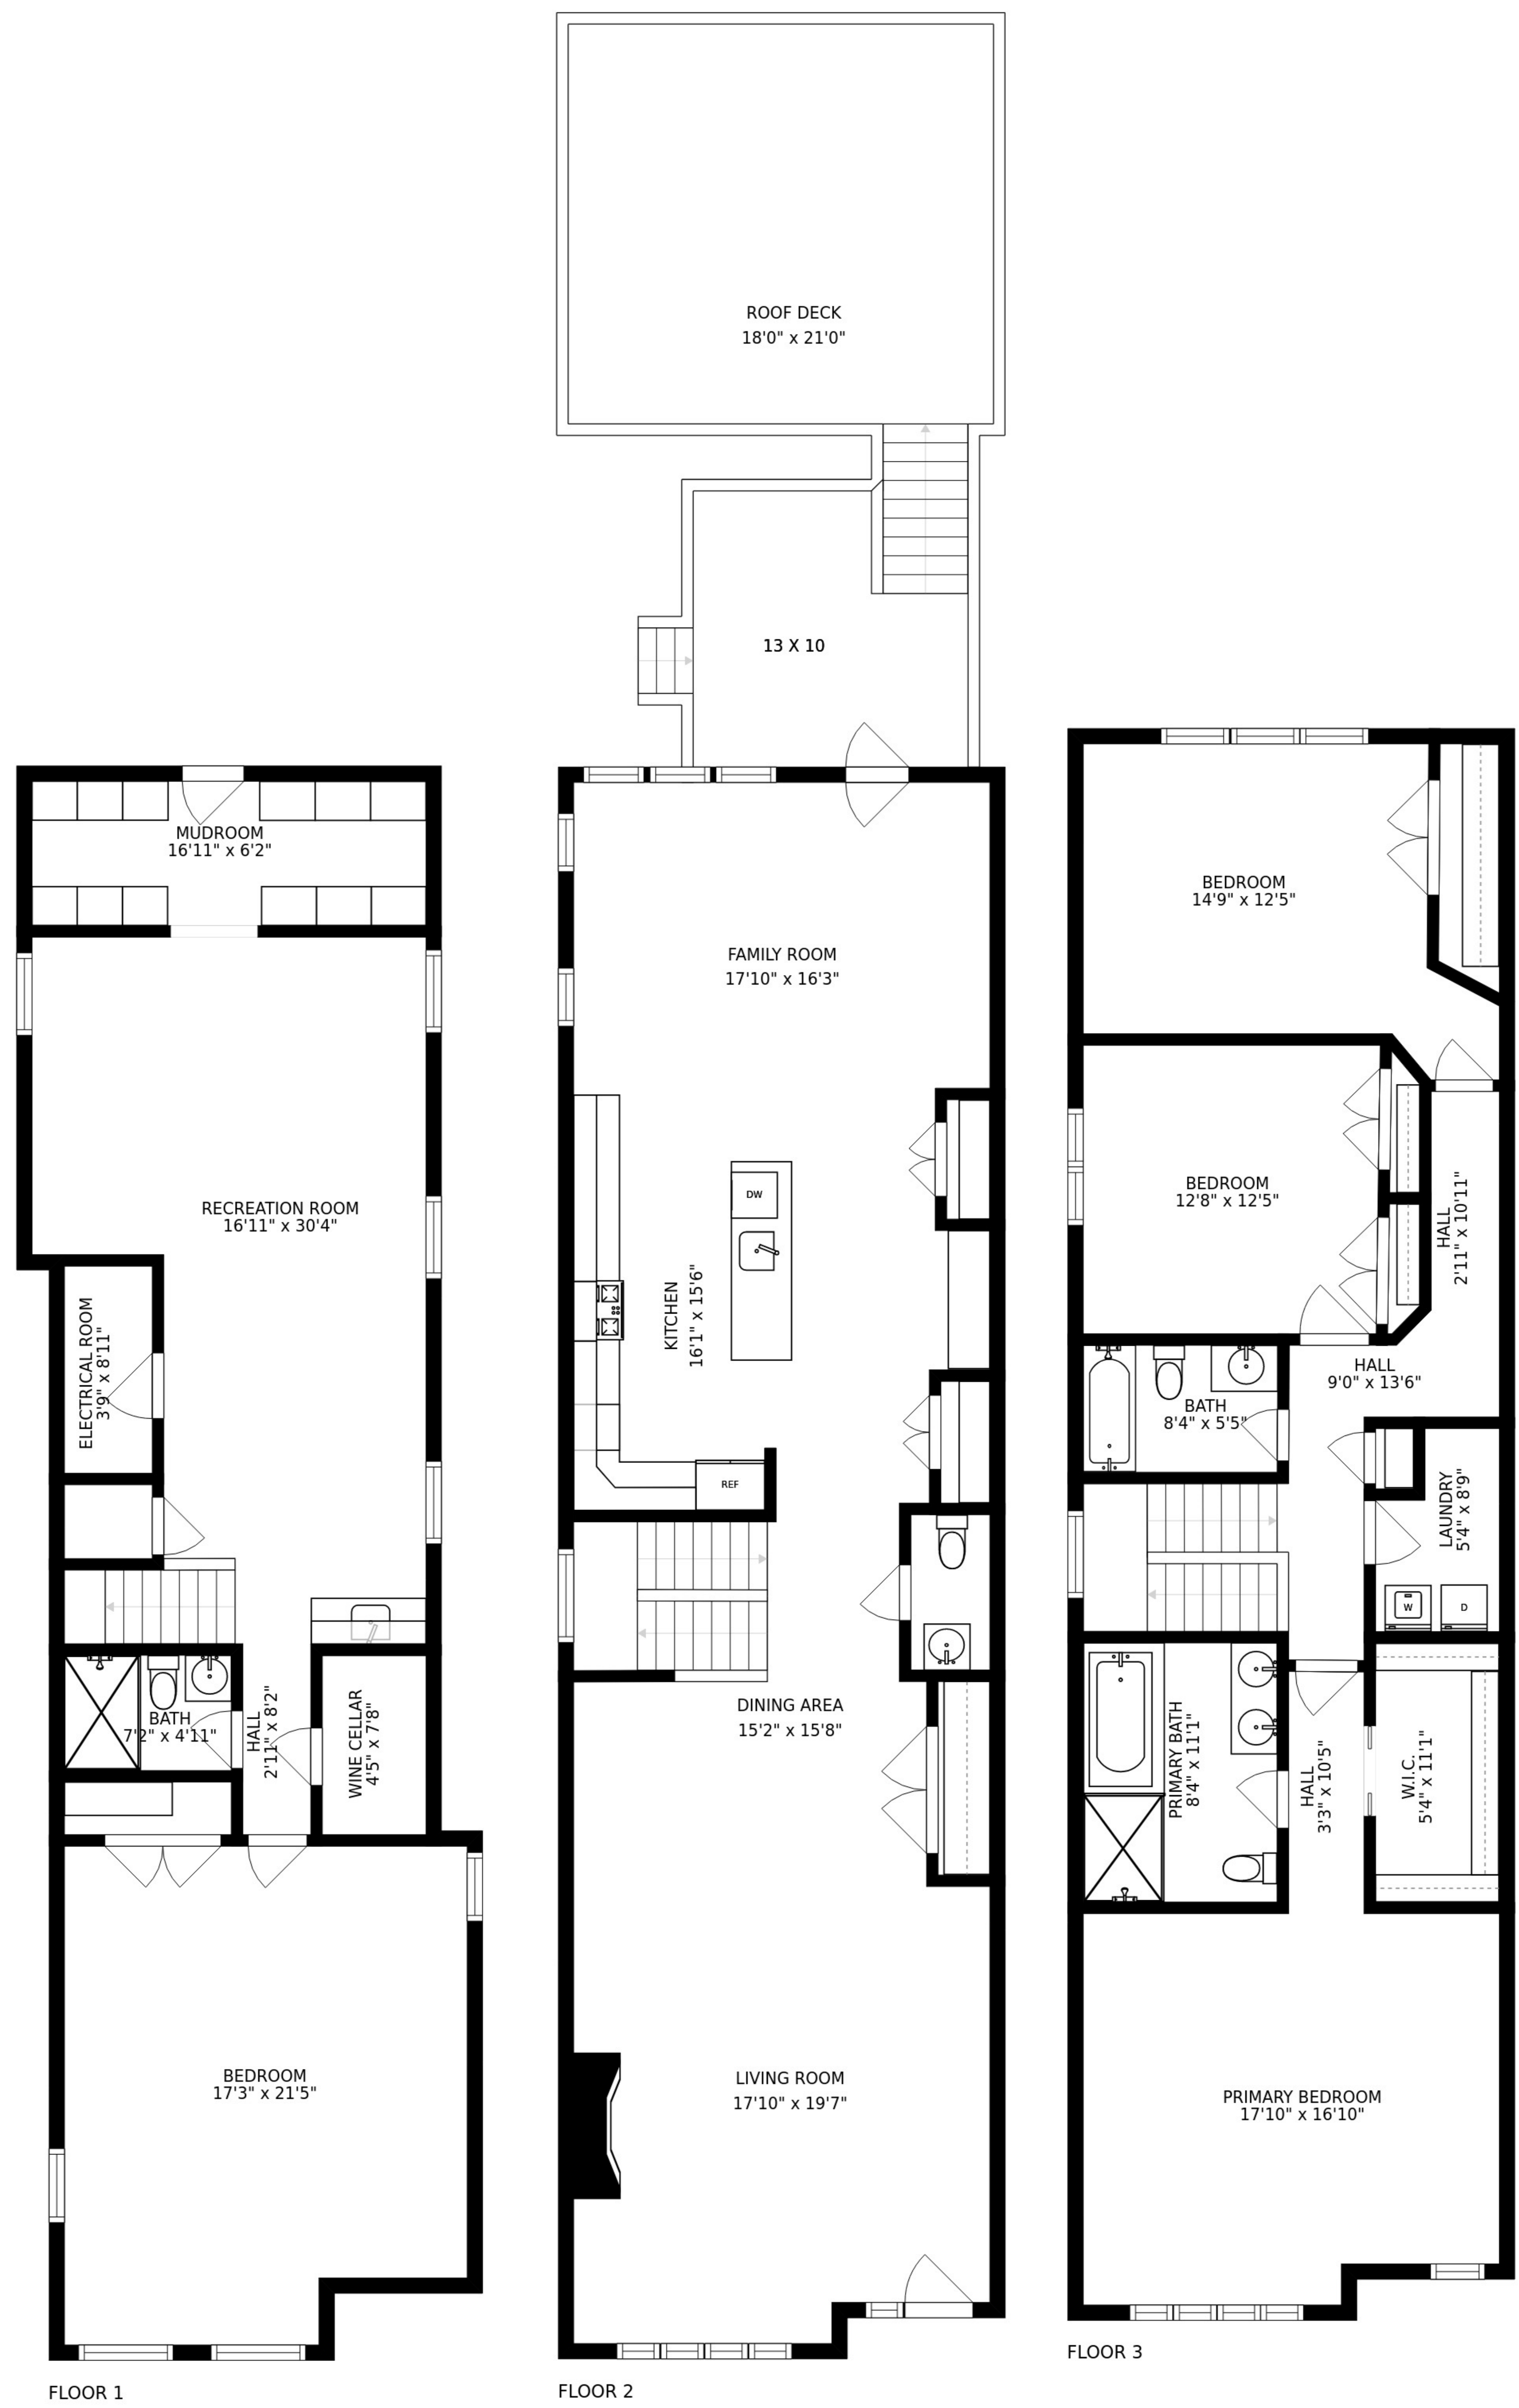 ROOF DECK
18'0" x 21'0"
13 X 10
MUDROOM
16'11" x 6'2"
RECREATION ROOM
16'11" x 30'4"
ELECTRICAL ROOM
3'9" x 8'11"
BATH
7'2" x 4'11"
HALL
2'11" x 8'2"
WINE CELLAR
4'5" x 7'8"
BEDROOM
17'3" x 21'5"
FLOOR 1
FAMILY ROOM
17'10" x 16'3"
DW
KITCHEN
16'1" x 15'6"
REF
DINING AREA
15'2" x 15'8"
LIVING ROOM
17'10" x 19'7"
FLOOR 2
BEDROOM
14'9" x 12'5"
BEDROOM
12'8" x 12'5"
HALL
2'11" x 10'11"
HALL
9'0" x 13'6"
BATH
8'4" x 5'5"
LAUNDRY
5'4" x 8'9"
W
D
PRIMARY BATH
8'4" x 11'1"
HALL
3'3" x 10'5"
W.I.C.
5'4" x 11'1"
PRIMARY BEDROOM
17'10" x 16'10"
FLOOR 3